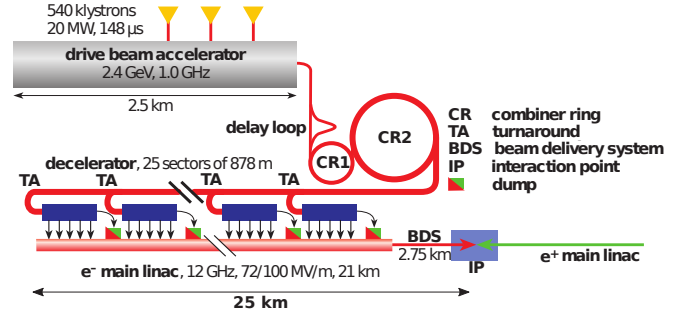 540 klystrons
20 MW, 148 μs
drive beam accelerator
2.4 GeV, 1.0 GHz
2.5 km
delay loop
CR1
CR2
CR combiner ring
TA turnaround
BDS beam delivery system
IP interaction point
dump
decelerator, 25 sectors of 878 m
TA TA TA TA
BDS
2.75 km
e⁻ main linac, 12 GHz, 72/100 MV/m, 21 km
IP
e⁺ main linac
25 km